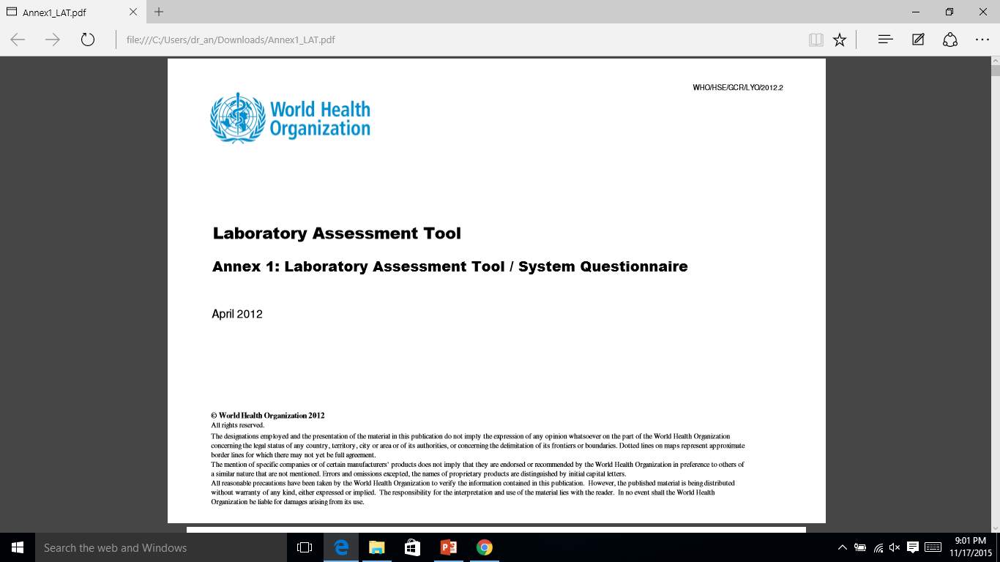 Annex1_LAT.pdf
file:///C:/Users/dr_an/Downloads/Annex1_LAT.pdf
WHO/HSE/GCR/LYO/2012.2
World Health
Organization
Laboratory Assessment Tool
Annex 1: Laboratory Assessment Tool / System Questionnaire
April 2012
© World Health Organization 2012
All rights reserved.
The designations employed and the presentation of the material in this publication do not imply the expression of any opinion whatsoever on the part of the World Health Organization
concerning the legal status of any country, territory, city or area or of its authorities, or concerning the delimitation of its frontiers or boundaries. Dotted lines on maps represent approximate
border lines for which there may not yet be full agreement.
The mention of specific companies or of certain manufacturers' products does not imply that they are endorsed or recommended by the World Health Organization in preference to others of
a similar nature that are not mentioned. Errors and omissions excepted, the names of proprietary products are distinguished by initial capital letters.
All reasonable precautions have been taken by the World Health Organization to verify the information contained in this publication. However, the published material is being distributed
without warranty of any kind, either expressed or implied. The responsibility for the interpretation and use of the material lies with the reader. In no event shall the World Health
Organization be liable for damages arising from its use.
Search the web and Windows
9:01 PM
11/17/2015